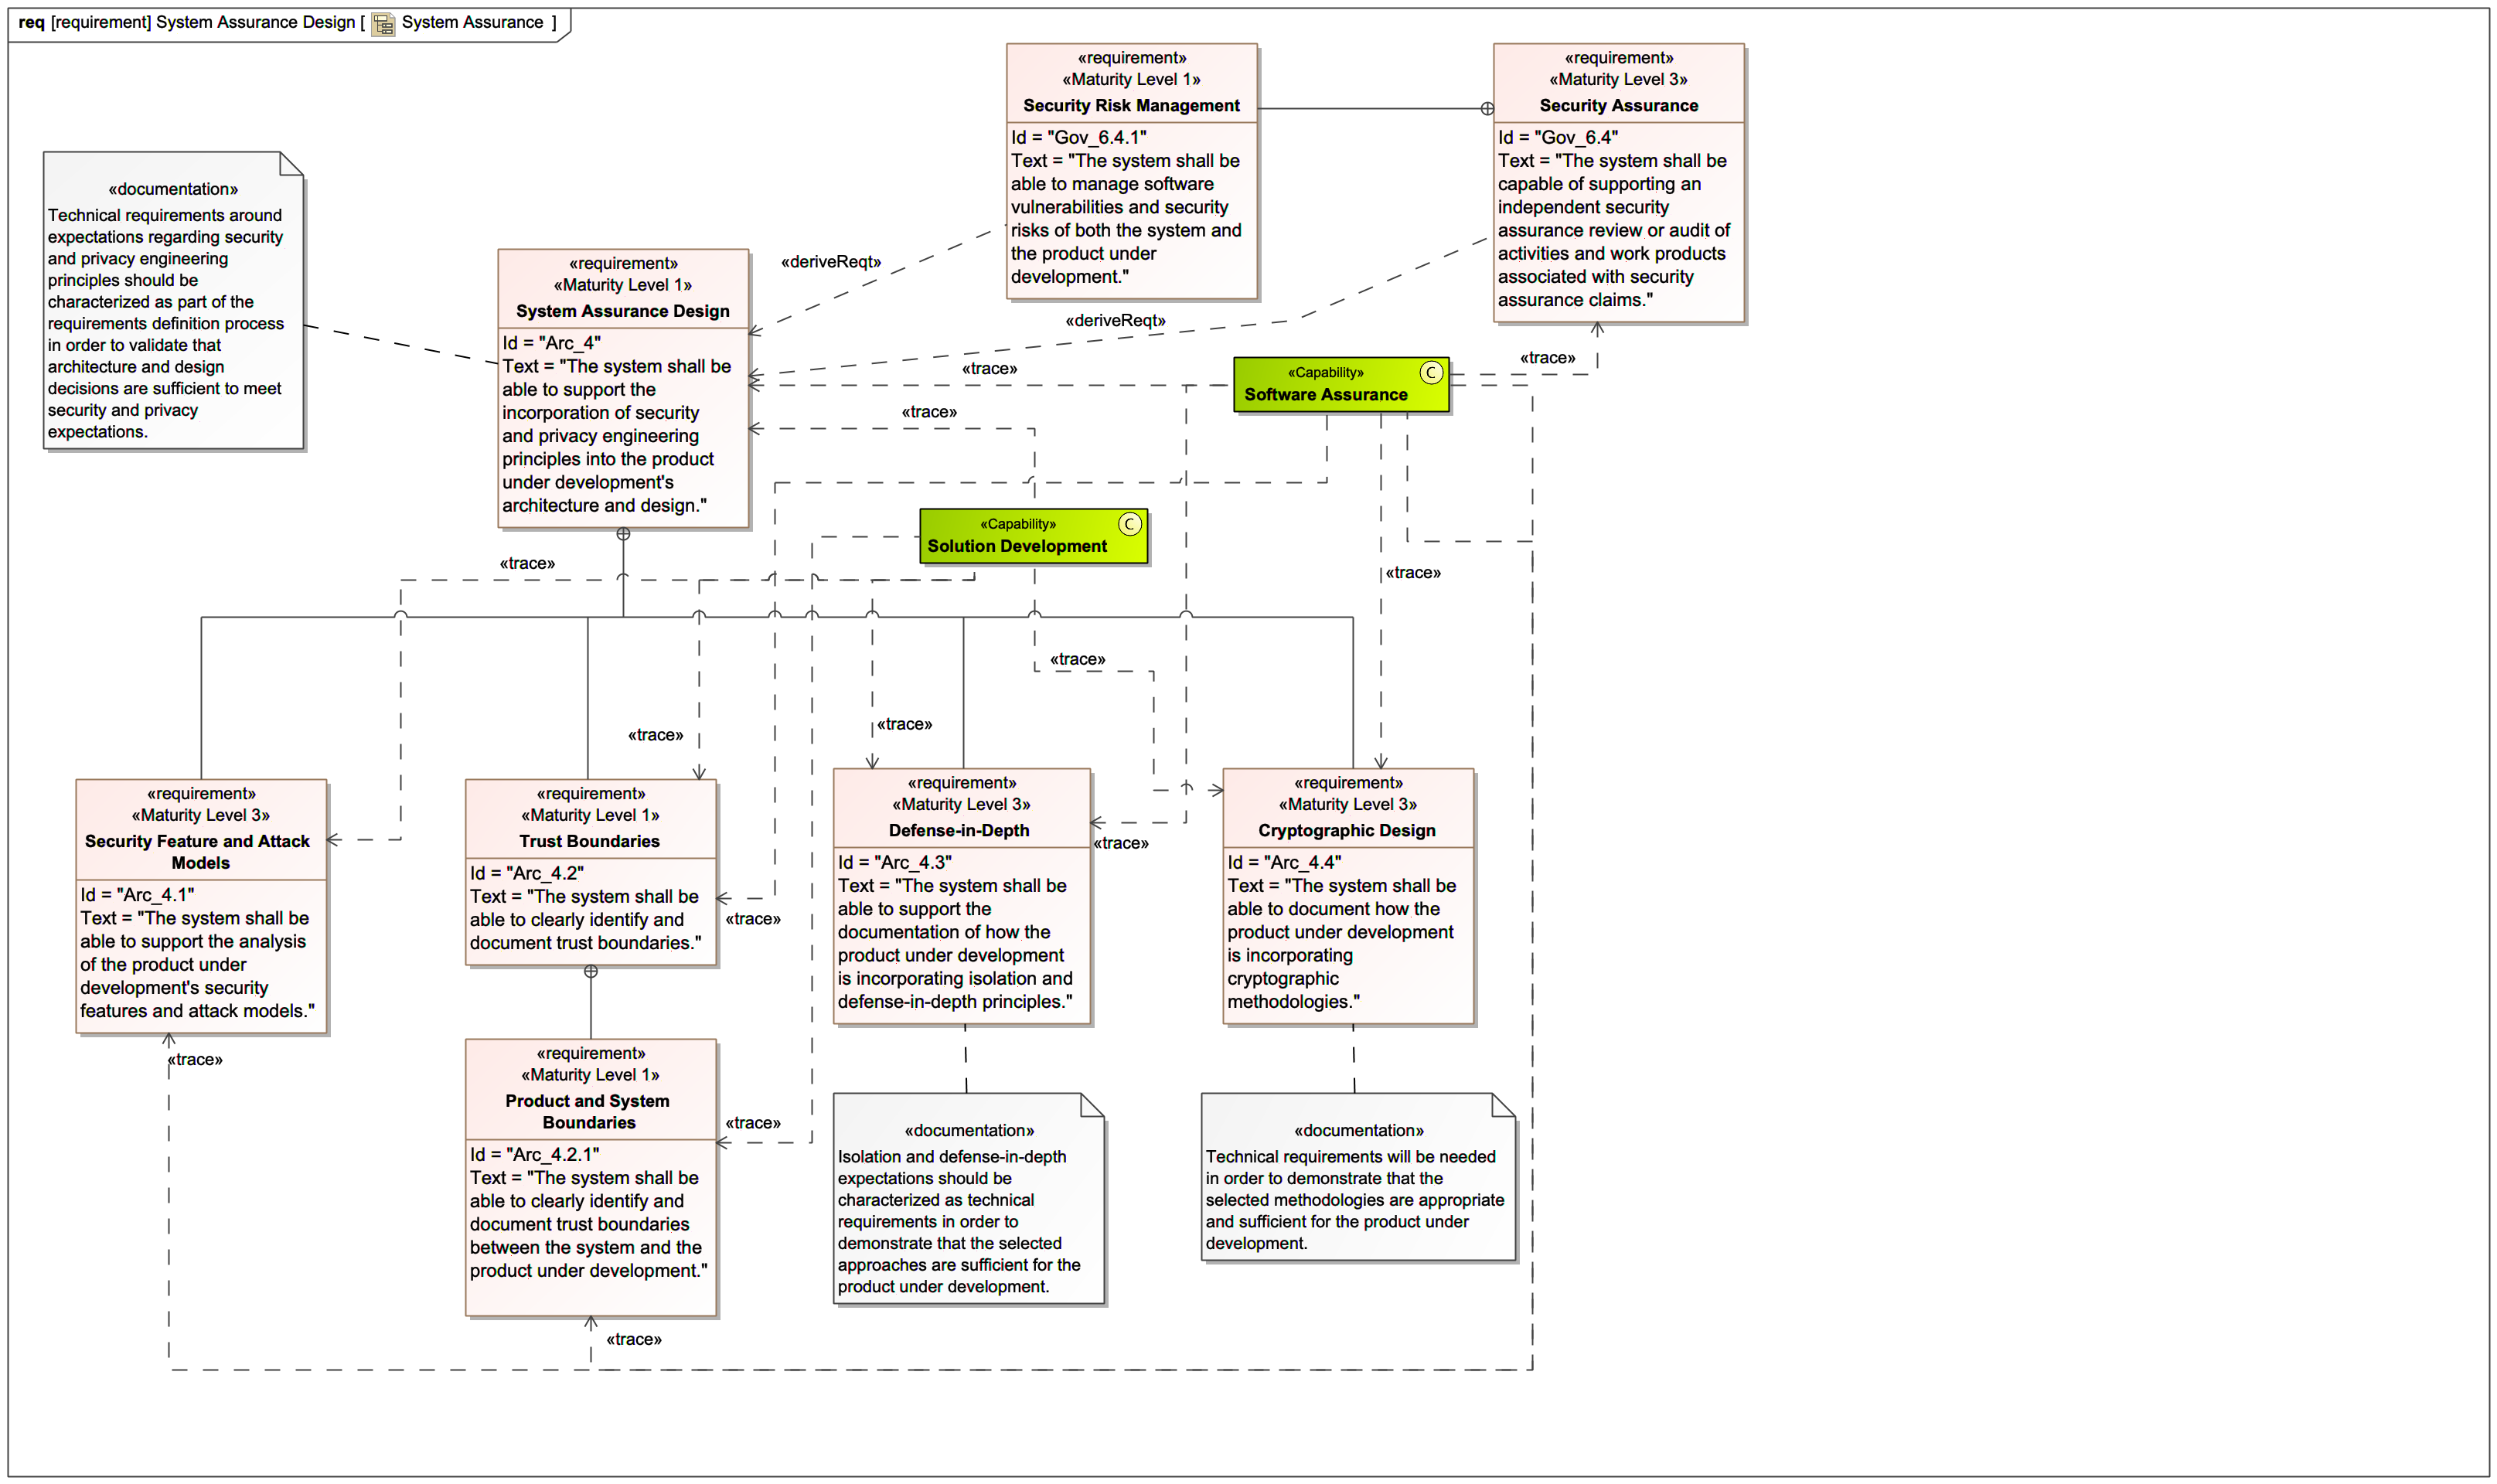 req [requirement] System Assurance Design [ System Assurance ]
«requirement»
«Maturity Level 1»
Security Risk Management
Id = "Gov_6.4.1"
Text = "The system shall be
able to manage software
vulnerabilities and security
risks of both the system and
the product under
development."
«requirement»
«Maturity Level 3»
Security Assurance
Id = "Gov_6.4"
Text = "The system shall be
capable of supporting an
independent security
assurance review or audit of
activities and work products
associated with security
assurance claims."
«documentation»
Technical requirements around
expectations regarding security
and privacy engineering
principles should be
characterized as part of the
requirements definition process
in order to validate that
architecture and design
decisions are sufficient to meet
security and privacy
expectations.
«requirement»
«Maturity Level 1»
System Assurance Design
Id = "Arc_4"
Text = "The system shall be
able to support the
incorporation of security
and privacy engineering
principles into the product
under development's
architecture and design."
«deriveReqt»
«deriveReqt»
«trace»
«trace»
«trace»
«Capability»
C
Software Assurance
«Capability»
C
Solution Development
«trace»
«trace»
«trace»
«trace»
«trace»
«requirement»
«Maturity Level 3»
Security Feature and Attack
Models
Id = "Arc_4.1"
Text = "The system shall be
able to support the analysis
of the product under
development's security
features and attack models."
«trace»
«requirement»
«Maturity Level 1»
Trust Boundaries
Id = "Arc_4.2"
Text = "The system shall be
able to clearly identify and
document trust boundaries."
«trace»
«requirement»
«Maturity Level 3»
Defense-in-Depth
Id = "Arc_4.3"
Text = "The system shall be
able to support the
documentation of how the
product under development
is incorporating isolation and
defense-in-depth principles."
«trace»
«requirement»
«Maturity Level 3»
Cryptographic Design
Id = "Arc_4.4"
Text = "The system shall be
able to document how the
product under development
is incorporating
cryptographic
methodologies."
«requirement»
«Maturity Level 1»
Product and System
Boundaries
Id = "Arc_4.2.1"
Text = "The system shall be
able to clearly identify and
document trust boundaries
between the system and the
product under development."
«trace»
«trace»
«documentation»
Isolation and defense-in-depth
expectations should be
characterized as technical
requirements in order to
demonstrate that the selected
approaches are sufficient for the
product under development.
«documentation»
Technical requirements will be needed
in order to demonstrate that the
selected methodologies are appropriate
and sufficient for the product under
development.